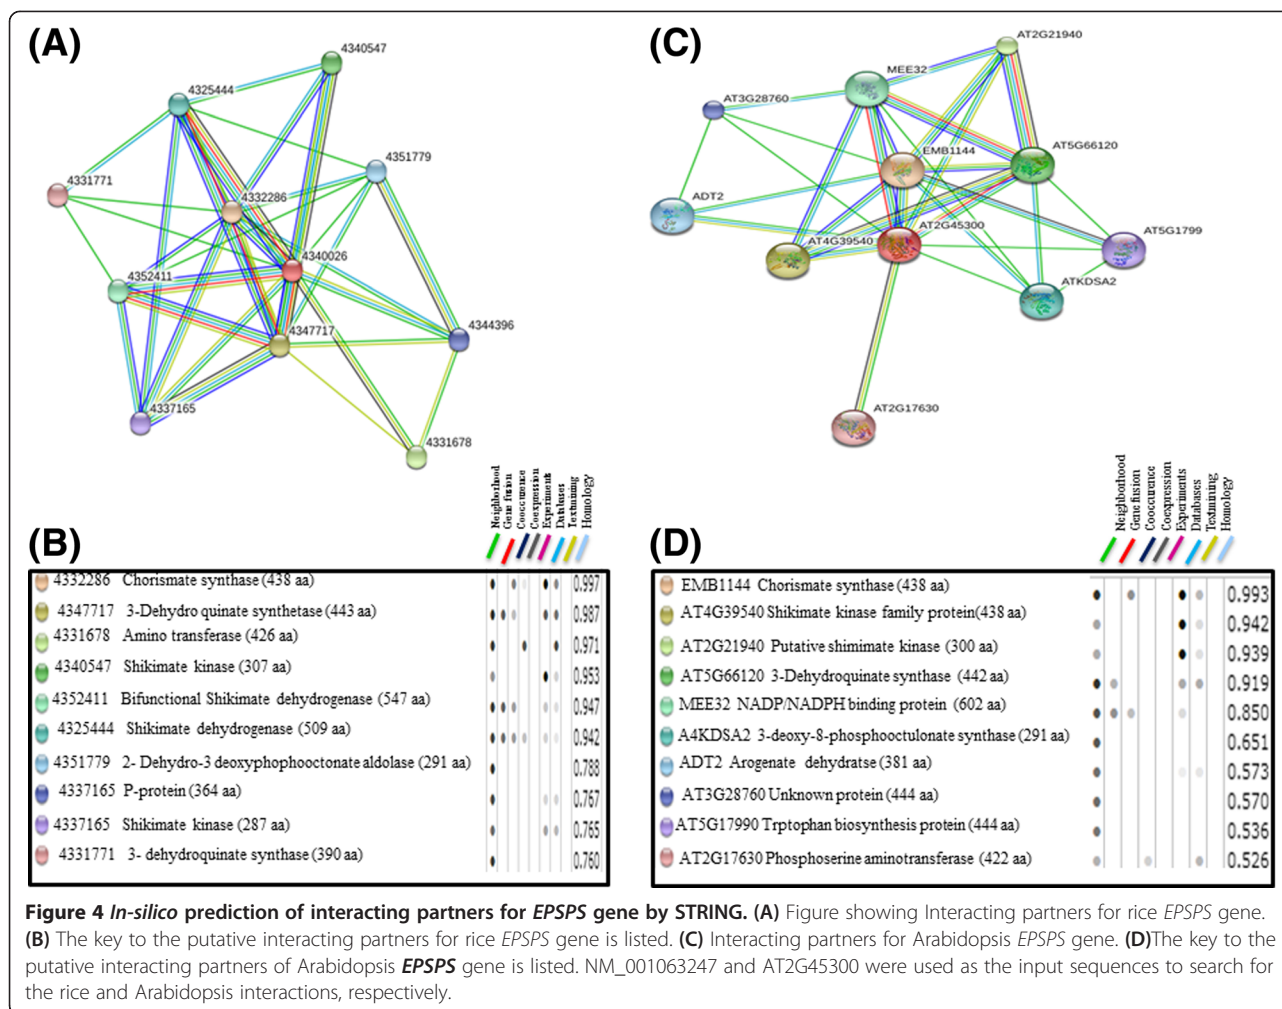 (A)
4340547
4325444
4351779
4331771
4332286
4340026
4352411
4347717
4344396
4337165
4331678
(C)
AT2G21940
MEE32
AT3G28760
EMB1144
AT5G66120
ADT2
AT2G45300
AT4G39540
AT5G1799
ATKDSA2
AT2G17630
(B)
Neighborhood
Gene fusion
Cooccurence
Coexpression
Experiments
Databases
Textmining
Homology
4332286 Chorismate synthase (438 aa) 0.997
4347717 3-Dehydro quinate synthetase (443 aa) 0.987
4331678 Amino transferase (426 aa) 0.971
4340547 Shikimate kinase (307 aa) 0.953
4352411 Bifunctional Shikimate dehydrogenase (547 aa) 0.947
4325444 Shikimate dehydrogenase (509 aa) 0.942
4351779 2- Dehydro-3 deoxyphophooctonate aldolase (291 aa) 0.788
4337165 P-protein (364 aa) 0.767
4337165 Shikimate kinase (287 aa) 0.765
4331771 3- dehydroquinate synthase (390 aa) 0.760
(D)
Neighborhood
Gene fusion
Cooccurence
Coexpression
Experiments
Databases
Textmining
Homology
EMB1144 Chorismate synthase (438 aa) 0.993
AT4G39540 Shikimate kinase family protein(438 aa) 0.942
AT2G21940 Putative shimimate kinase (300 aa) 0.939
AT5G66120 3-Dehydroquinate synthase (442 aa) 0.919
MEE32 NADP/NADPH binding protein (602 aa) 0.850
A4KDSA2 3-deoxy-8-phosphooctulonate synthase (291 aa) 0.651
ADT2 Arogenate dehydratse (381 aa) 0.573
AT3G28760 Unknown protein (444 aa) 0.570
AT5G17990 Trptophan biosynthesis protein (444 aa) 0.536
AT2G17630 Phosphoserine aminotransferase (422 aa) 0.526
Figure 4 In-silico prediction of interacting partners for EPSPS gene by STRING. (A) Figure showing Interacting partners for rice EPSPS gene.
(B) The key to the putative interacting partners for rice EPSPS gene is listed. (C) Interacting partners for Arabidopsis EPSPS gene. (D)The key to the
putative interacting partners of Arabidopsis EPSPS gene is listed. NM_001063247 and AT2G45300 were used as the input sequences to search for
the rice and Arabidopsis interactions, respectively.